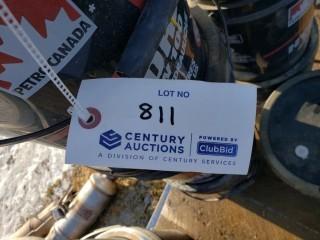 PETRO-CANADA
LOT NO
811
CENTURY AUCTIONS
POWERED BY
ClubBid
A DIVISION OF CENTURY SERVICES